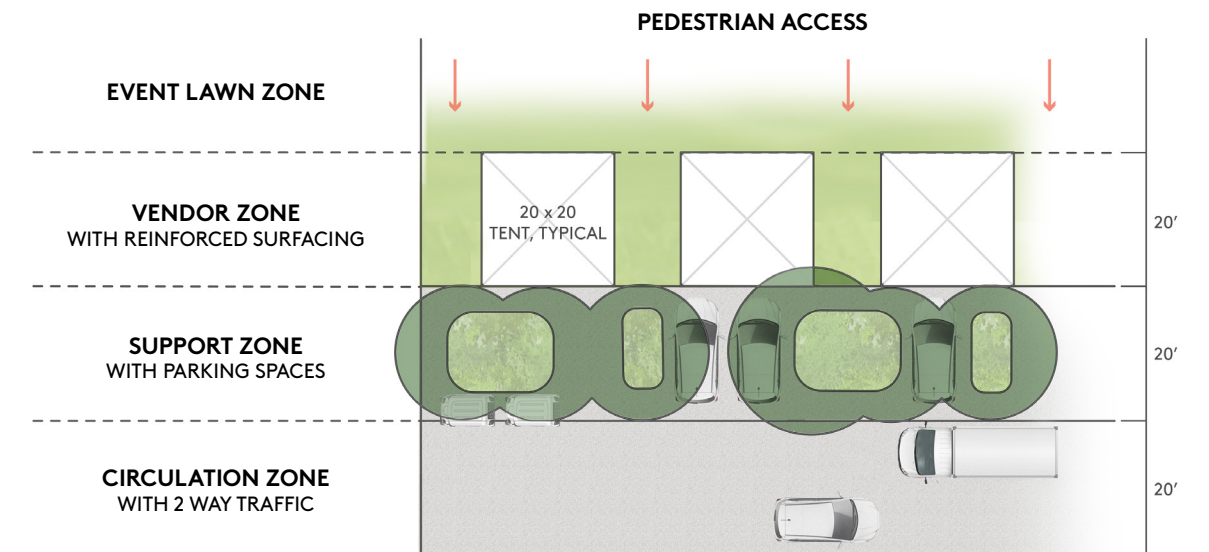 PEDESTRIAN ACCESS
EVENT LAWN ZONE
VENDOR ZONE
WITH REINFORCED SURFACING
20 x 20
TENT, TYPICAL
20′
SUPPORT ZONE
WITH PARKING SPACES
20′
CIRCULATION ZONE
WITH 2 WAY TRAFFIC
20′